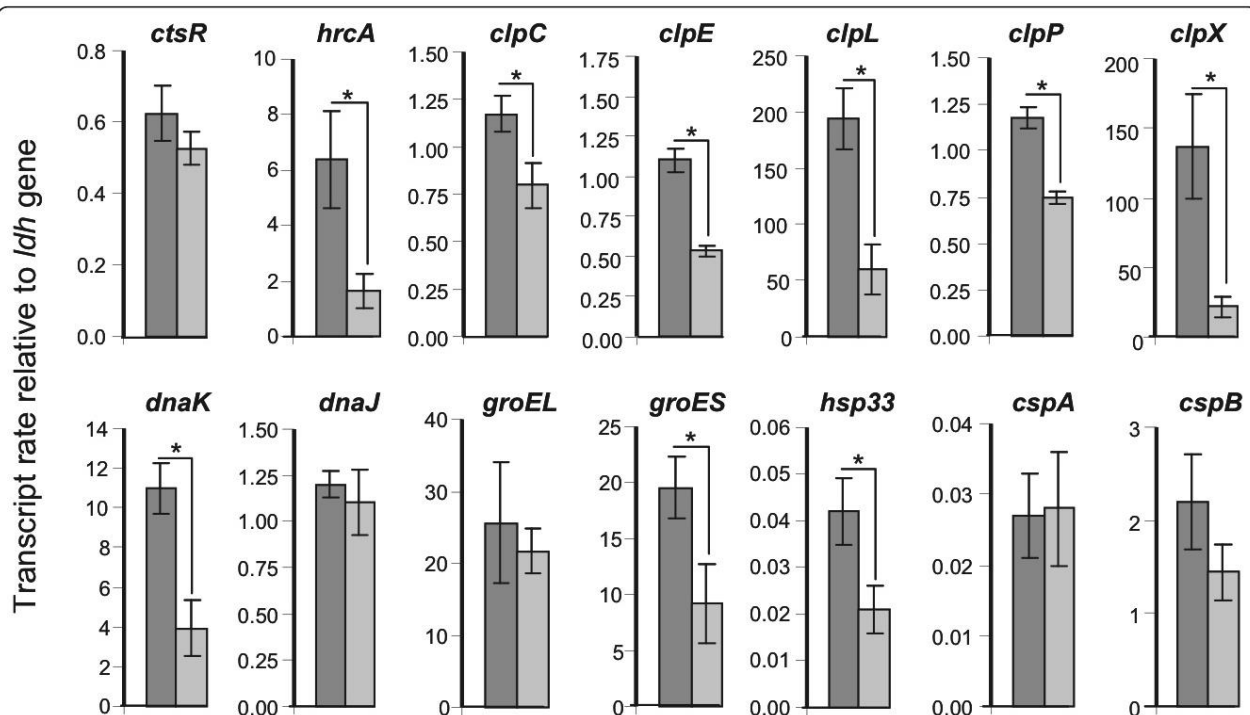 Transcript rate relative to ldh gene
ctsR hrcA clpC clpE clpL clpP clpX
0.8 0.6 0.4 0.2 0.0
10 8 6 4 2 0 *
1.50 1.25 1.00 0.75 0.50 0.25 0.00 *
1.75 1.50 1.25 1.00 0.75 0.50 0.25 0.00 *
250 200 150 100 50 0 *
1.50 1.25 1.00 0.75 0.50 0.25 0.00 *
200 150 100 50 0 *
dnaK dnaJ groEL groES hsp33 cspA cspB
14 12 10 8 6 4 2 0 *
1.50 1.25 1.00 0.75 0.50 0.25 0.00
40 30 20 10 0
25 20 15 10 5 0 *
0.06 0.05 0.04 0.03 0.02 0.01 0.00 *
0.04 0.03 0.02 0.01 0.00
3 2 1 0